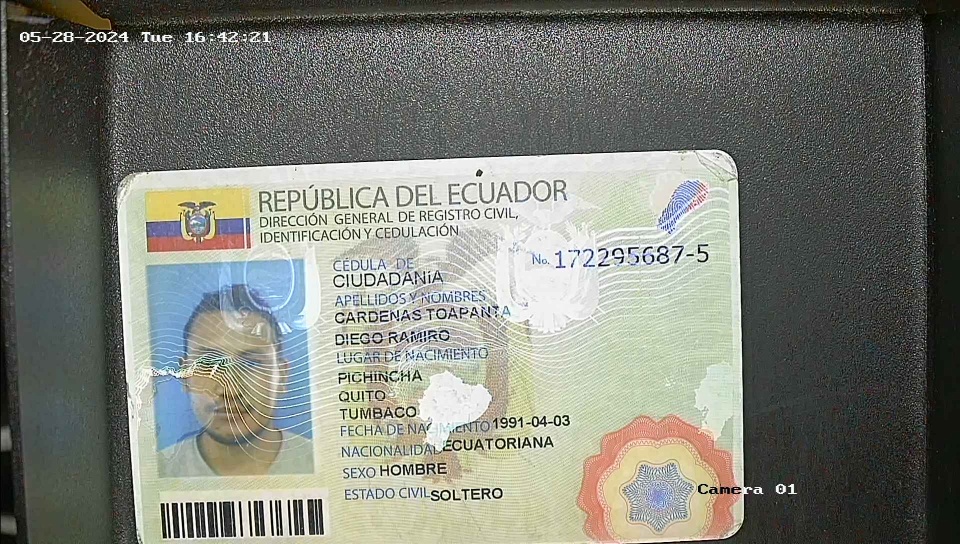 05-28-2024 Tue 16:42:21
REPÚBLICA DEL ECUADOR
DIRECCIÓN GENERAL DE REGISTRO CIVIL,
IDENTIFICACIÓN Y CEDULACIÓN
No. 172295687-5
CÉDULA DE
CIUDADANÍA
APELLIDOS Y NOMBRES
CARDENAS TOAPANTA
DIEGO RAMIRO
LUGAR DE NACIMIENTO
PICHINCHA
QUITO
TUMBACO
FECHA DE NACIMIENTO 1991-04-03
NACIONALIDAD ECUATORIANA
SEXO HOMBRE
ESTADO CIVIL SOLTERO
Camera 01